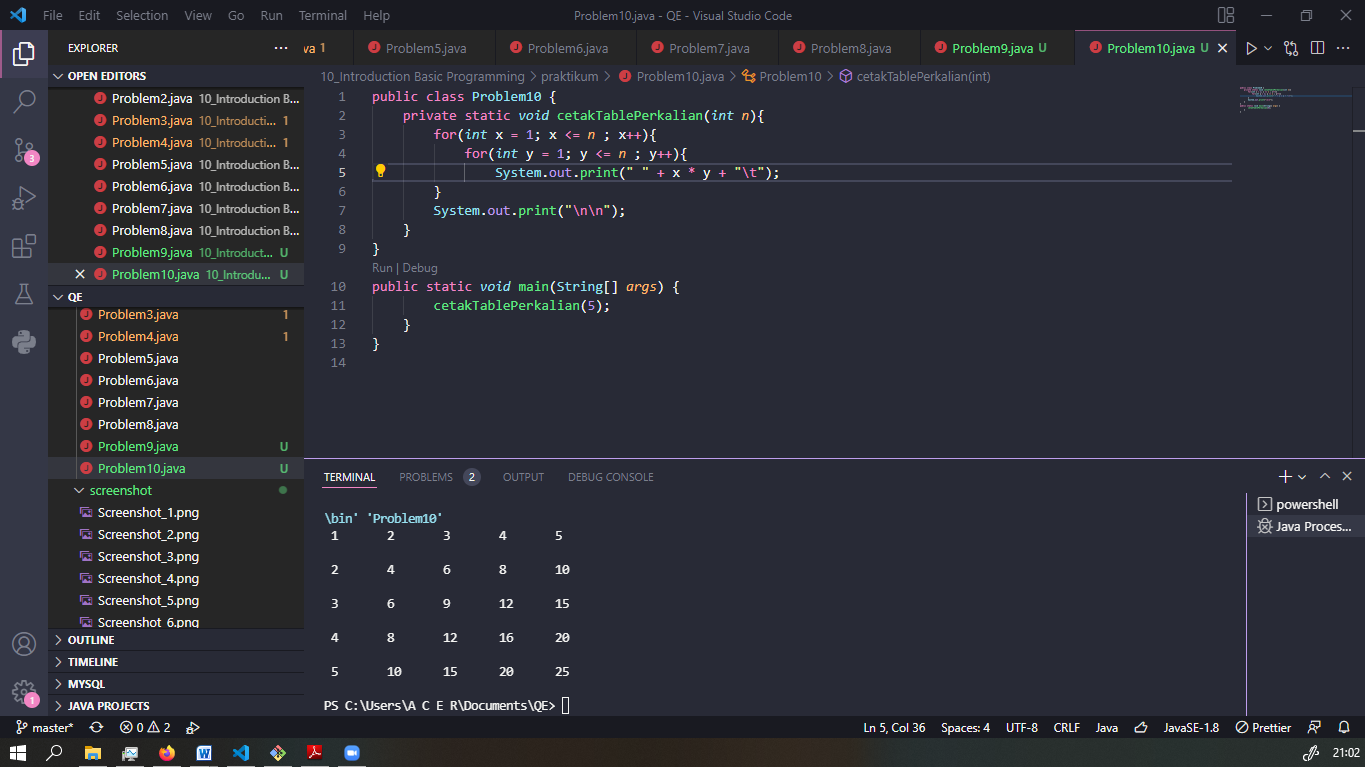 File Edit Selection View Go Run Terminal Help Problem10.java - QE - Visual Studio Code
EXPLORER
ava 1 Problem5.java Problem6.java Problem7.java Problem8.java Problem9.java U Problem10.java U
OPEN EDITORS
Problem2.java 10_Introduction B...
Problem3.java 10_Introduction... 1
Problem4.java 10_Introduction... 1
Problem5.java 10_Introduction B...
Problem6.java 10_Introduction B...
Problem7.java 10_Introduction B...
Problem8.java 10_Introduction B...
Problem9.java 10_Introduct... U
Problem10.java 10_Introdu... U
QE
Problem3.java 1
Problem4.java 1
Problem5.java
Problem6.java
Problem7.java
Problem8.java
Problem9.java U
Problem10.java U
screenshot
Screenshot_1.png
Screenshot_2.png
Screenshot_3.png
Screenshot_4.png
Screenshot_5.png
Screenshot_6.png
OUTLINE
TIMELINE
MYSQL
JAVA PROJECTS
3
1
10_Introduction Basic Programming > praktikum > Problem10.java > Problem10 > cetakTablePerkalian(int)
1 public class Problem10 {
2 private static void cetakTablePerkalian(int n){
3 for(int x = 1; x <= n ; x++){
4 for(int y = 1; y <= n ; y++){
5 System.out.print(" " + x * y + "\t");
6 }
7 System.out.print("\n\n");
8 }
9 }
Run | Debug
10 public static void main(String[] args) {
11 cetakTablePerkalian(5);
12 }
13 }
14
TERMINAL PROBLEMS 2 OUTPUT DEBUG CONSOLE
\bin' 'Problem10'
1 2 3 4 5
2 4 6 8 10
3 6 9 12 15
4 8 12 16 20
5 10 15 20 25
PS C:\Users\A C E R\Documents\QE>
powershell
Java Proces...
master* 0 2 Ln 5, Col 36 Spaces: 4 UTF-8 CRLF Java JavaSE-1.8 Prettier
21:02